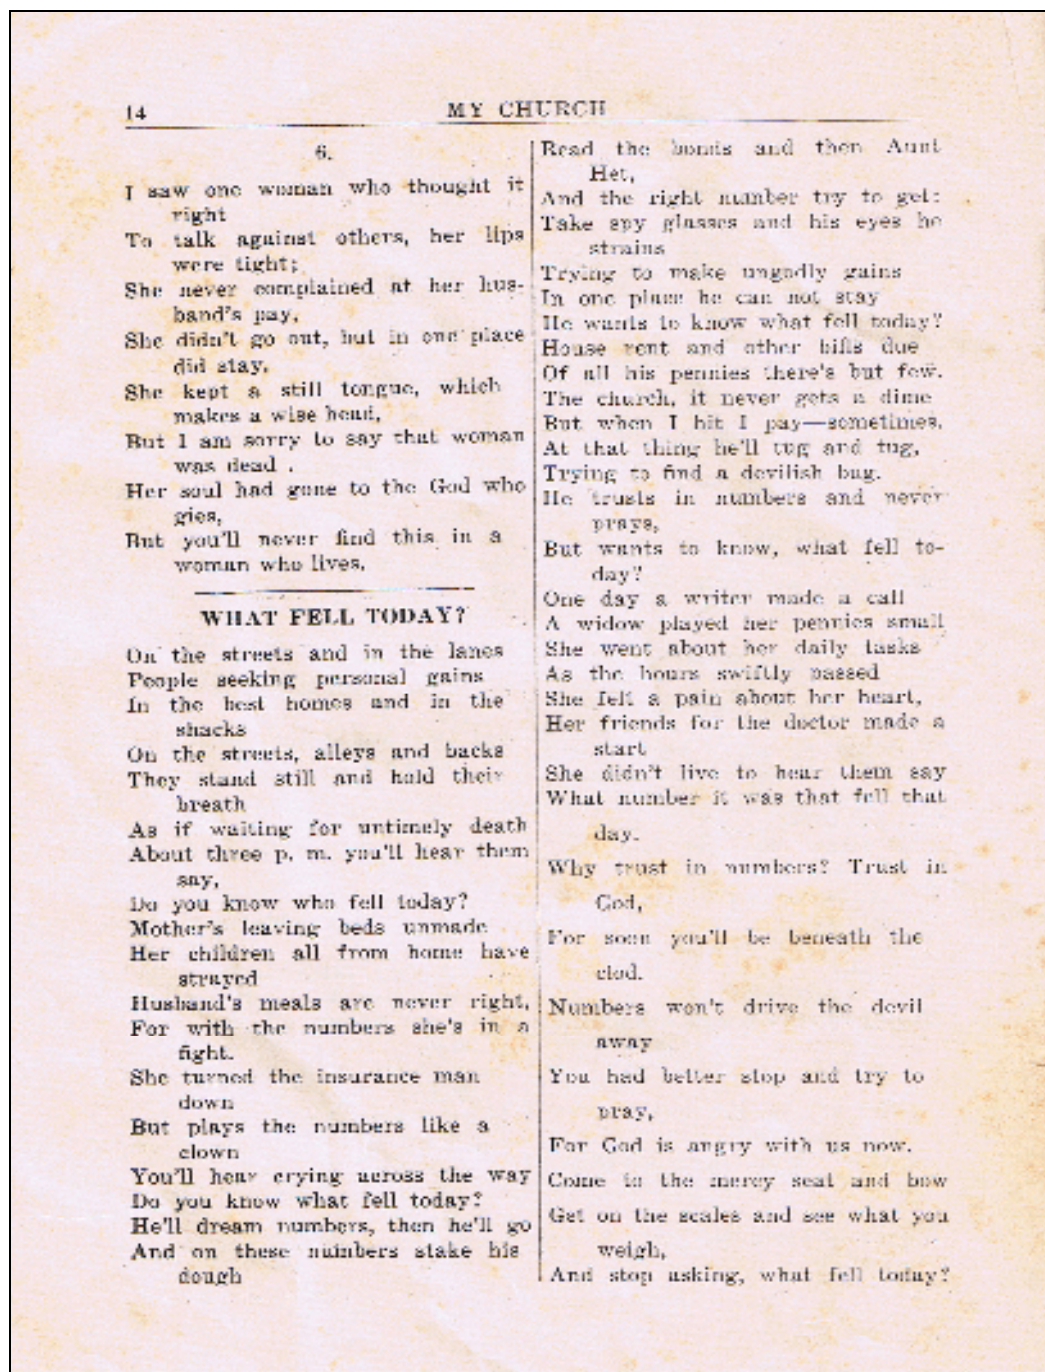 14
MY CHURCH
6.
I saw one woman who thought it
right
To talk against others, her lips
were tight;
She never complained at her hus-
band's pay,
She didn't go out, but in one place
did stay.
She kept a still tongue, which
makes a wise head,
But I am sorry to say that woman
was dead .
Her soul had gone to the God who
gies,
But you'll never find this in a
woman who lives.
WHAT FELL TODAY?
On the streets and in the lanes
People seeking personal gains
In the best homes and in the
shacks
On the streets, alleys and backs
They stand still and hold their
breath
As if waiting for untimely death
About three p. m. you'll hear them
say,
Do you know who fell today?
Mother's leaving beds unmade
Her children all from home have
strayed
Husband's meals are never right,
For with the numbers she's in a
fight.
She turned the insurance man
down
But plays the numbers like a
clown
You'll hear crying across the way
Do you know what fell today?
He'll dream numbers, then he'll go
And on these numbers stake his
dough
Read the bonds and then Aunt
Het,
And the right number try to get:
Take spy glasses and his eyes he
strains
Trying to make ungodly gains
In one place he can not stay
He wants to know what fell today?
House rent and other bills due
Of all his pennies there's but few.
The church, it never gets a dime
But when I hit I pay—sometimes.
At that thing he'll tug and tug,
Trying to find a devilish bug.
He trusts in numbers and never
prays,
But wants to know, what fell to-
day?
One day a writer made a call
A widow played her pennies small
She went about her daily tasks
As the hours swiftly passed
She felt a pain about her heart,
Her friends for the doctor made a
start
She didn't live to hear them say
What number it was that fell that
day.
Why trust in numbers? Trust in
God,
For soon you'll be beneath the
clod.
Numbers won't drive the devil
away
You had better stop and try to
pray,
For God is angry with us now.
Come to the mercy seat and bow
Get on the scales and see what you
weigh,
And stop asking, what fell today?